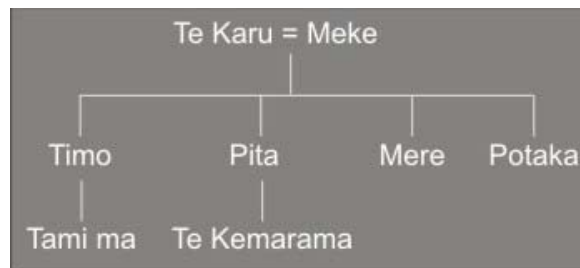 Te Karu = Meke
Timo Pita Mere Potaka
Tami ma Te Kemarama